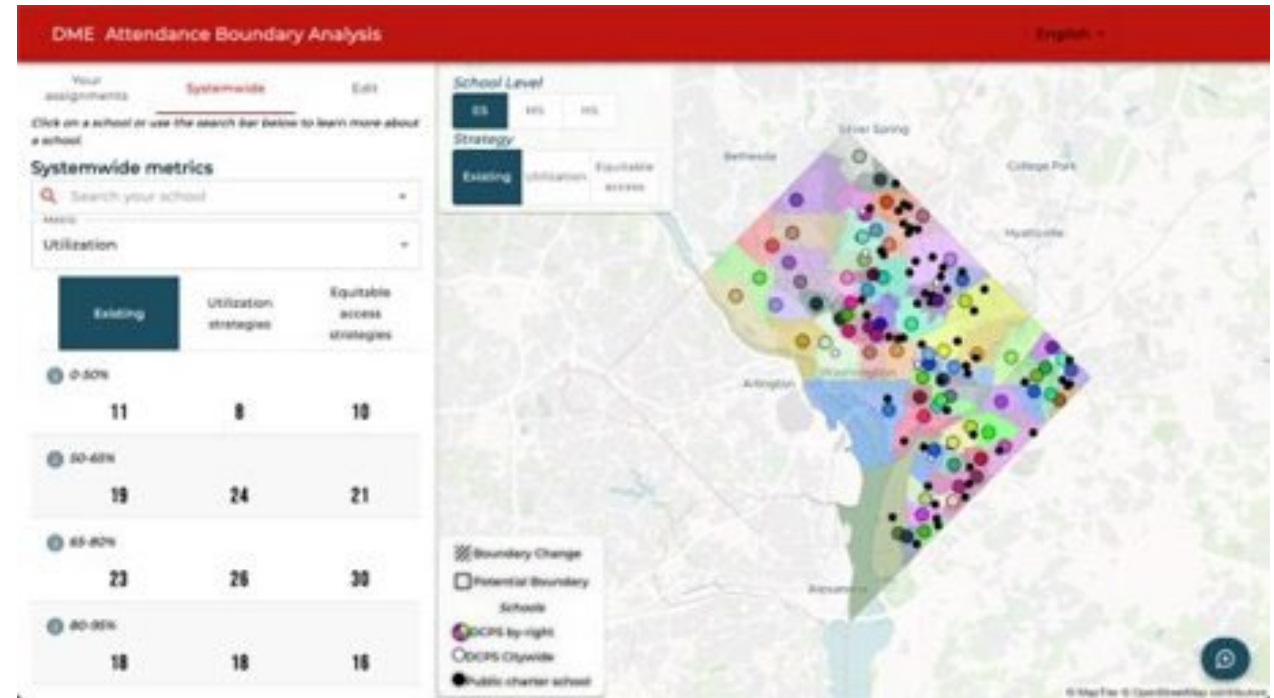 DME Attendance Boundary Analysis
English
Your assignments
Systemwide
Edit
Click on a school or use the search bar below to learn more about
a school.
Systemwide metrics
Search your school
Metric
Utilization
Existing
Utilization
strategies
Equitable
access
strategies
0-50%
11 8 10
50-65%
19 24 21
65-80%
23 26 30
80-95%
18 18 16
School Level
ES MS HS
Strategy
Existing
Utilization
Equitable
access
Silver Spring
Bethesda
College Park
Hyattsville
Washington
Arlington
Alexandria
Boundary Change
Potential Boundary
Schools
DCPS by-right
DCPS Citywide
Public charter school
© MapTiler © OpenStreetMap contributors